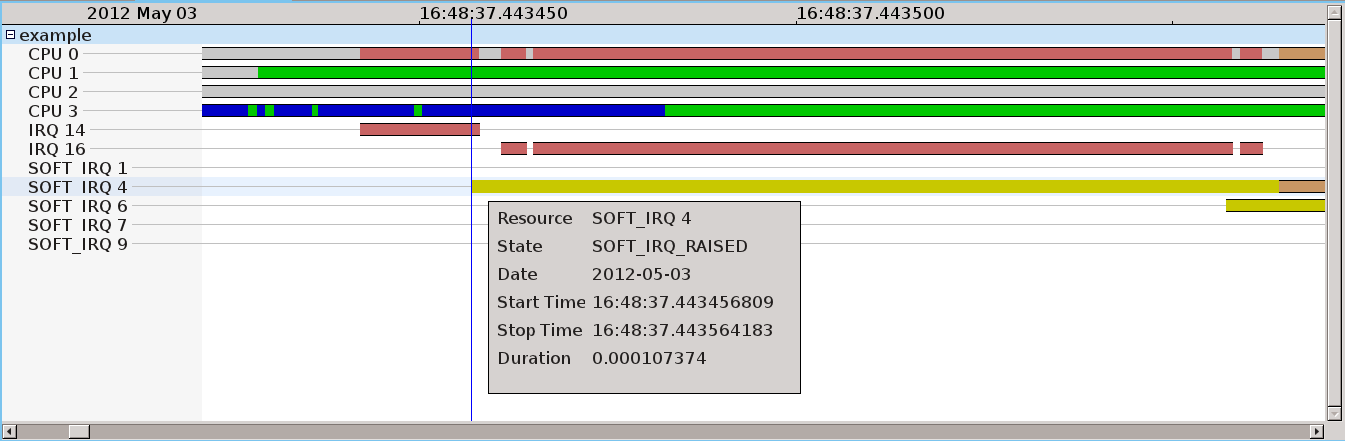 2012 May 03 16:48:37.443450 16:48:37.443500
example
CPU 0
CPU 1
CPU 2
CPU 3
IRQ 14
IRQ 16
SOFT_IRQ 1
SOFT_IRQ 4
SOFT_IRQ 6
SOFT_IRQ 7
SOFT_IRQ 9
Resource SOFT_IRQ 4
State SOFT_IRQ_RAISED
Date 2012-05-03
Start Time 16:48:37.443456809
Stop Time 16:48:37.443564183
Duration 0.000107374